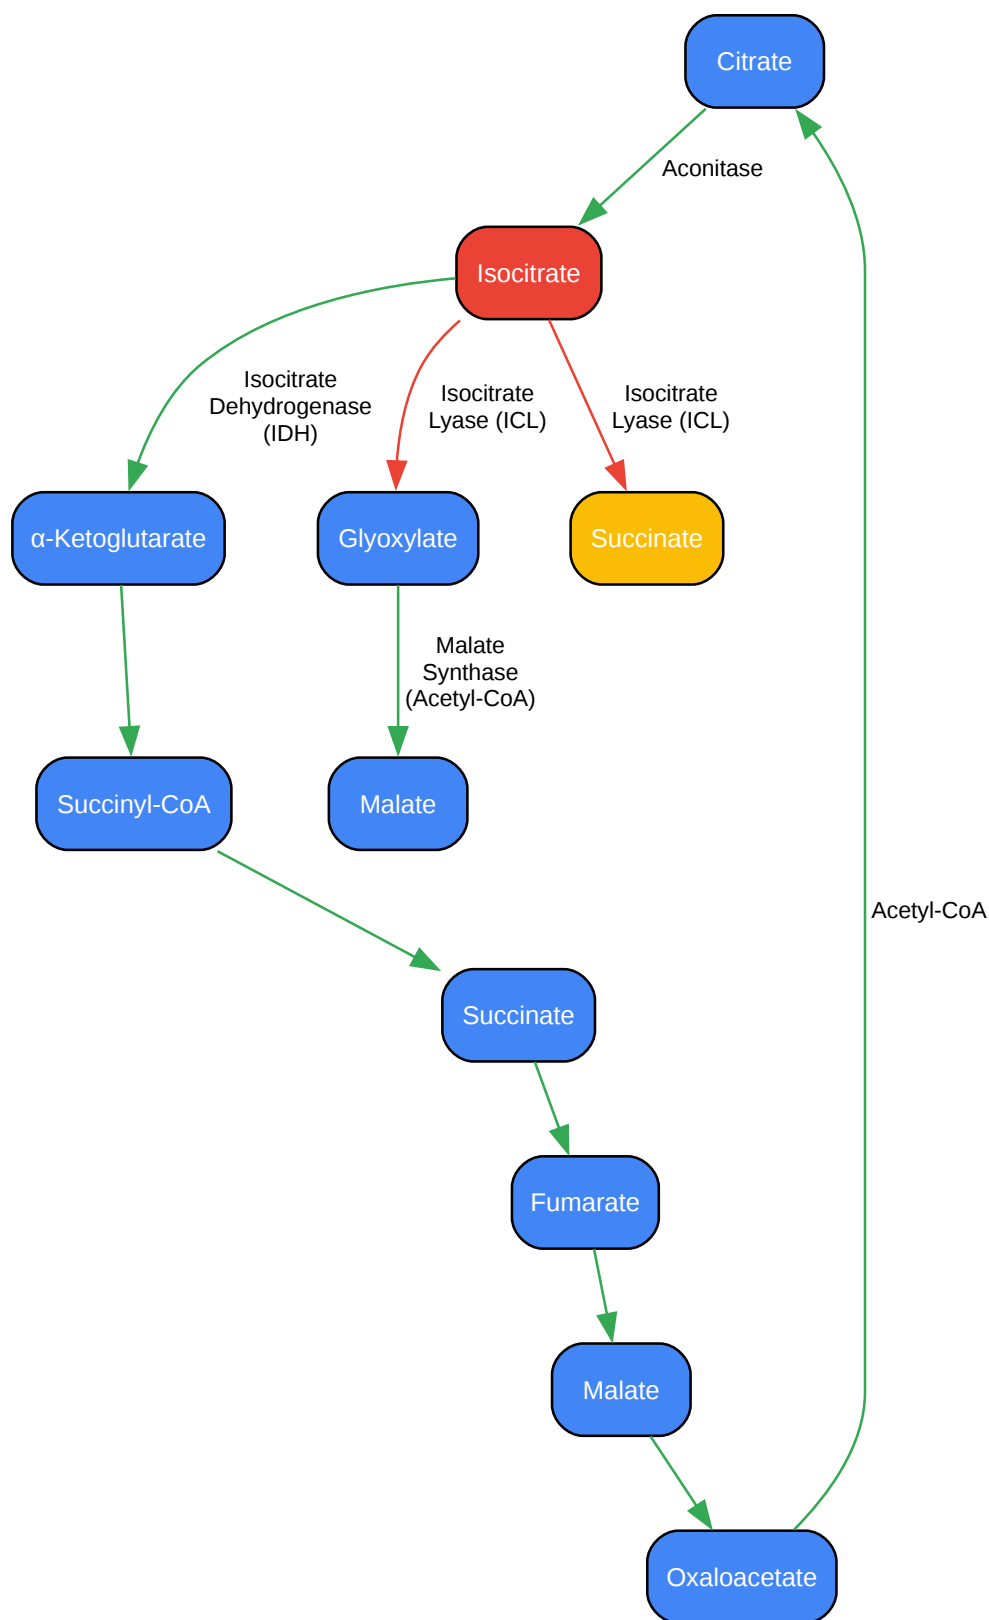 Citrate
Aconitase
Isocitrate
Isocitrate
Dehydrogenase
(IDH)
Isocitrate
Lyase (ICL)
Isocitrate
Lyase (ICL)
α-Ketoglutarate
Glyoxylate
Succinate
Malate
Synthase
(Acetyl-CoA)
Succinyl-CoA
Malate
Acetyl-CoA
Succinate
Fumarate
Malate
Oxaloacetate